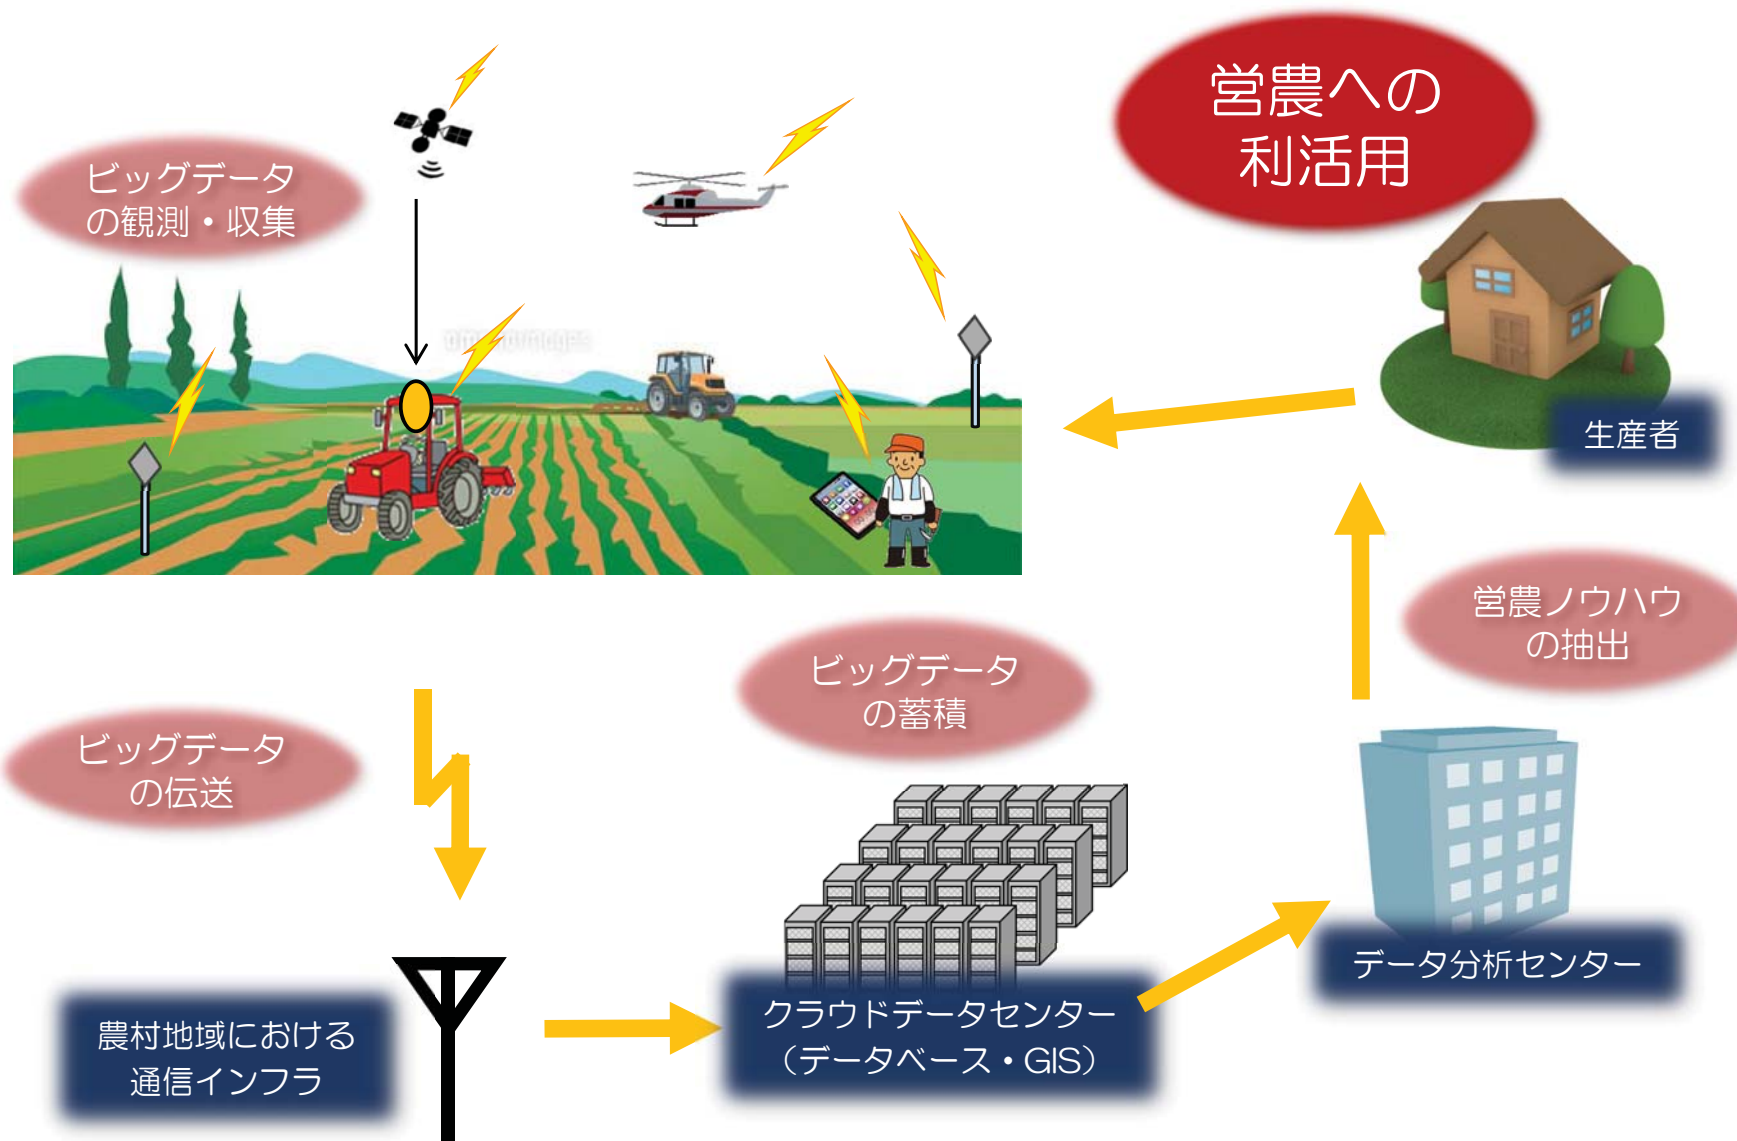 営農への
利活用
ビッグデータ
の観測・収集
生産者
営農ノウハウ
の抽出
ビッグデータ
の蓄積
ビッグデータ
の伝送
データ分析センター
クラウドデータセンター
（データベース・GIS）
農村地域における
通信インフラ